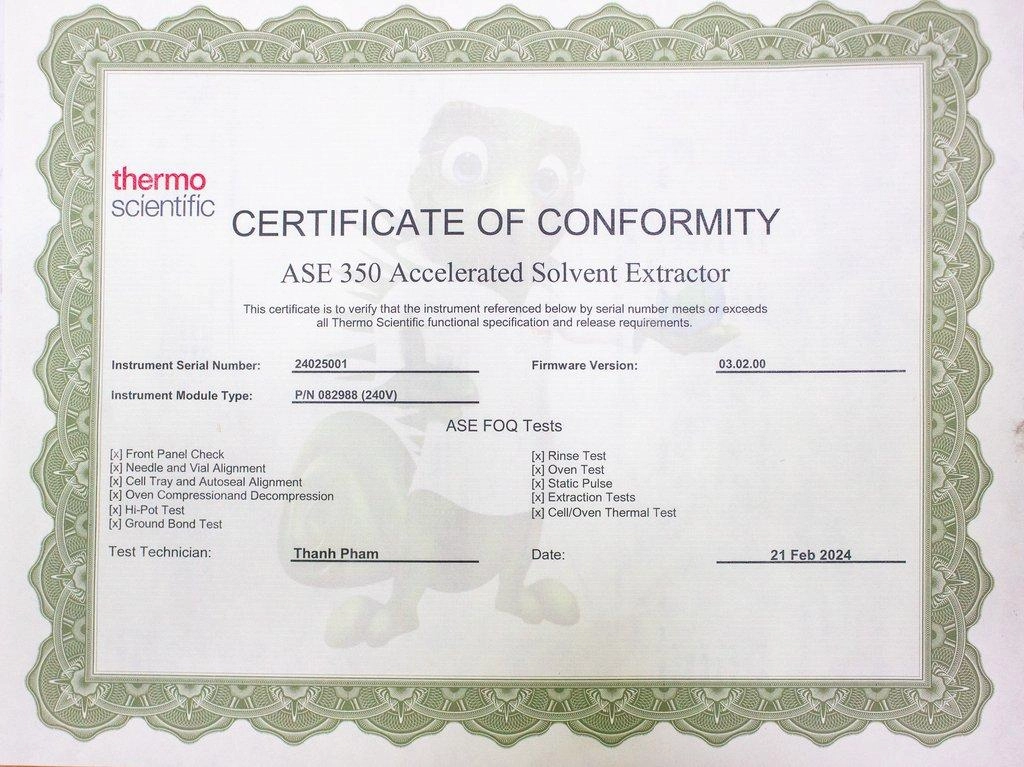 thermo
scientific
CERTIFICATE OF CONFORMITY
ASE 350 Accelerated Solvent Extractor
This certificate is to verify that the instrument referenced below by serial number meets or exceeds
all Thermo Scientific functional specification and release requirements.
Instrument Serial Number: 24025001 Firmware Version: 03.02.00
Instrument Module Type: P/N 082988 (240V)
ASE FOQ Tests
[x] Front Panel Check [x] Rinse Test
[x] Needle and Vial Alignment [x] Oven Test
[x] Cell Tray and Autoseal Alignment [x] Static Pulse
[x] Oven Compressionand Decompression [x] Extraction Tests
[x] Hi-Pot Test [x] Cell/Oven Thermal Test
[x] Ground Bond Test
Test Technician: Thanh Pham Date: 21 Feb 2024